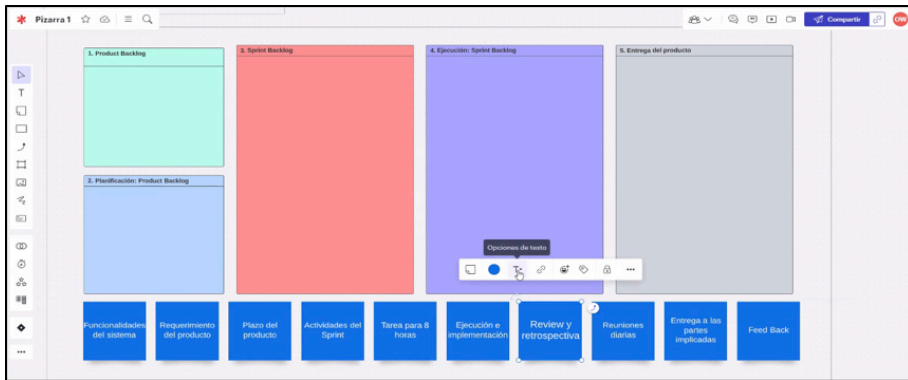 Pizarra 1
Compartir
OW
1. Product Backlog
3. Sprint Backlog
4. Ejecución: Sprint Backlog
5. Entrega del producto
2. Planificación: Product Backlog
Opciones de texto
Funcionalidades
del sistema
Requerimiento
del producto
Plazo del
producto
Actividades del
Sprint
Tarea para 8
horas
Ejecución e
implementación
Review y
retrospectiva
Reuniones
diarias
Entrega a las
partes
implicadas
Feed Back